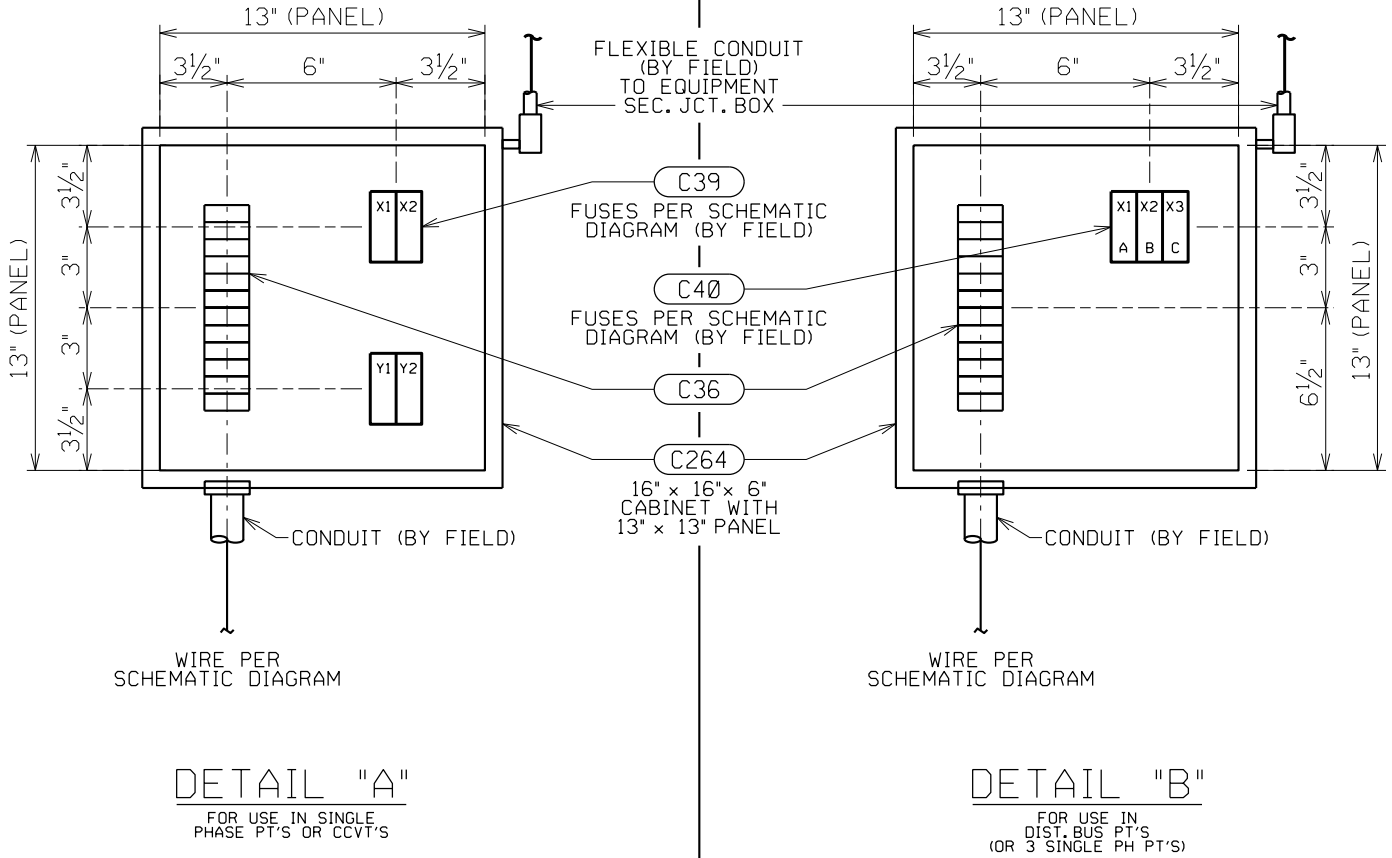 13" (PANEL)
3½"
6"
3½"
FLEXIBLE CONDUIT
(BY FIELD)
TO EQUIPMENT
SEC. JCT. BOX
13" (PANEL)
3½"
6"
3½"
13" (PANEL)
3½"
3"
3"
3½"
X1 X2
Y1 Y2
C39
FUSES PER SCHEMATIC
DIAGRAM (BY FIELD)
C40
FUSES PER SCHEMATIC
DIAGRAM (BY FIELD)
C36
C264
16" x 16"x 6"
CABINET WITH
13" x 13" PANEL
X1 X2 X3
A B C
3½"
3"
6½"
13" (PANEL)
CONDUIT (BY FIELD)
WIRE PER
SCHEMATIC DIAGRAM
CONDUIT (BY FIELD)
WIRE PER
SCHEMATIC DIAGRAM
DETAIL "A"
FOR USE IN SINGLE
PHASE PT'S OR CCVT'S
DETAIL "B"
FOR USE IN
DIST. BUS PT'S
(OR 3 SINGLE PH PT'S)